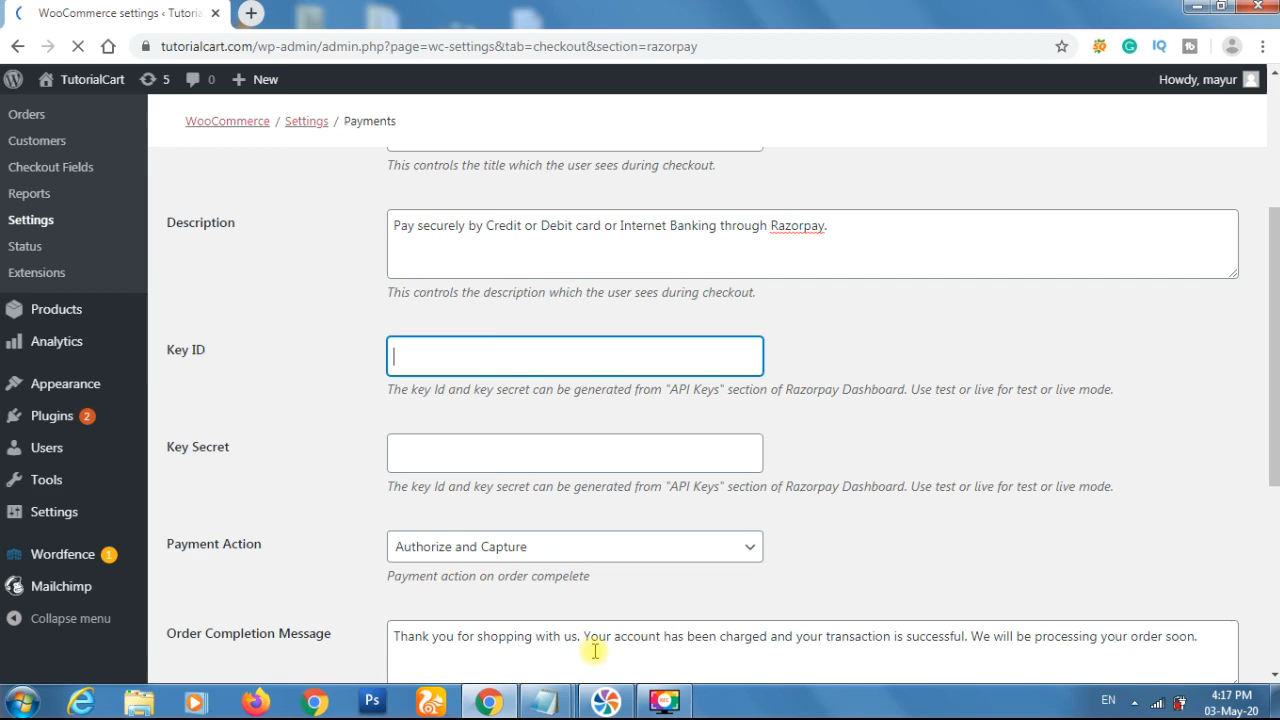 WooCommerce settings ‹ Tutorial
tutorialcart.com/wp-admin/admin.php?page=wc-settings&tab=checkout&section=razorpay
TutorialCart 5 0 New Howdy, mayur
Orders
Customers
Checkout Fields
Reports
Settings
Status
Extensions
Products
Analytics
Appearance
Plugins 2
Users
Tools
Settings
Wordfence 1
Mailchimp
Collapse menu
WooCommerce / Settings / Payments
This controls the title which the user sees during checkout.
Description
Pay securely by Credit or Debit card or Internet Banking through Razorpay.
This controls the description which the user sees during checkout.
Key ID
The key Id and key secret can be generated from "API Keys" section of Razorpay Dashboard. Use test or live for test or live mode.
Key Secret
The key Id and key secret can be generated from "API Keys" section of Razorpay Dashboard. Use test or live for test or live mode.
Payment Action
Authorize and Capture
Payment action on order compelete
Order Completion Message
Thank you for shopping with us. Your account has been charged and your transaction is successful. We will be processing your order soon.
Ps
REC
EN
4:17 PM
03-May-20
IQ
tb